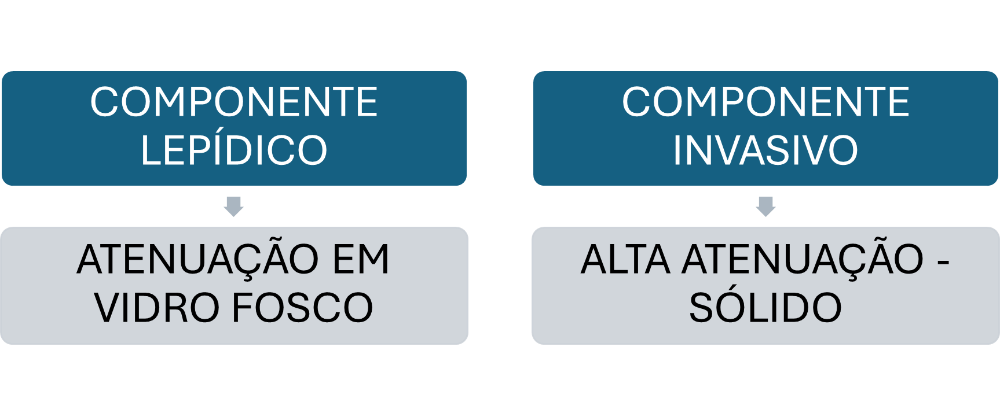 COMPONENTE
LEPÍDICO
ATENUAÇÃO EM
VIDRO FOSCO
COMPONENTE
INVASIVO
ALTA ATENUAÇÃO -
SÓLIDO